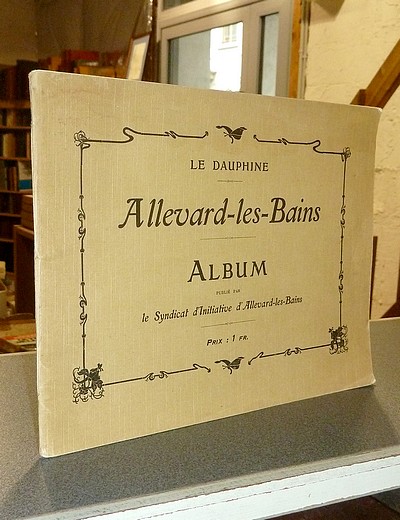 LE DAUPHINE
Allevard-les-Bains
ALBUM
PUBLIÉ PAR
le Syndicat d'Initiative d'Allevard-les-Bains
PRIX : 1 FR.